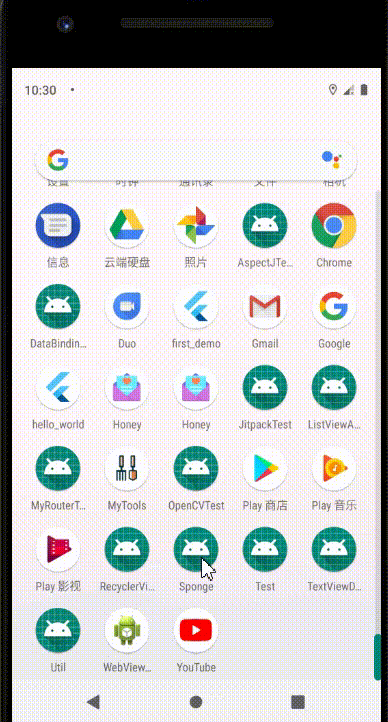 10:30
设置 时钟 通讯录 文件 相机
信息 云端硬盘 照片 AspectJTe... Chrome
DataBindin... Duo first_demo Gmail Google
hello_world Honey Honey JitpackTest ListViewA...
MyRouterT... MyTools OpenCVTest Play 商店 Play 音乐
Play 影视 RecyclerVi... Sponge Test TextViewD...
Util WebView... YouTube